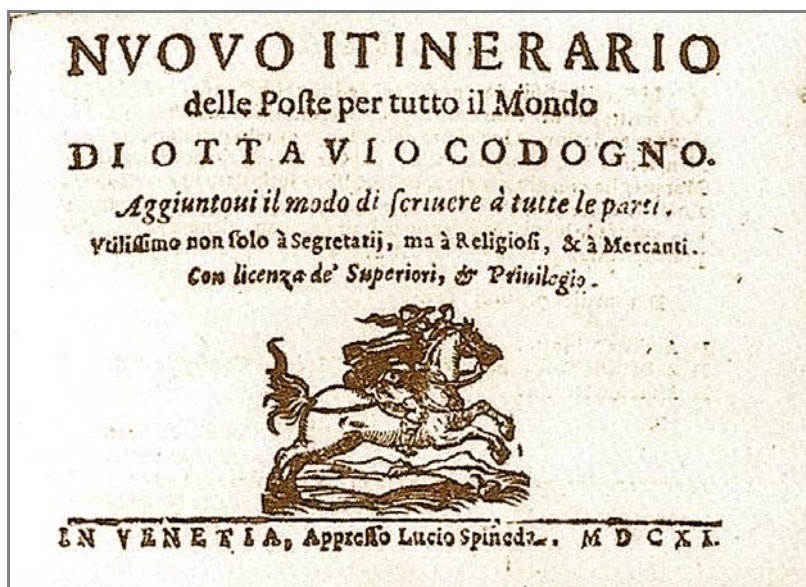 NVOVO ITINERARIO
delle Poſte per tutto il Mondo
DI OTTAVIO CODOGNO.
Aggiuntoui il modo di ſcriuere à tutte le parti.
Vtiliſſimo non ſolo à Segretarij, ma à Religioſi, & à Mercanti.
Con licenza de' Superiori, & Priuilegio.
IN VENETIA, Appreſſo Lucio Spineda. MDCXI.